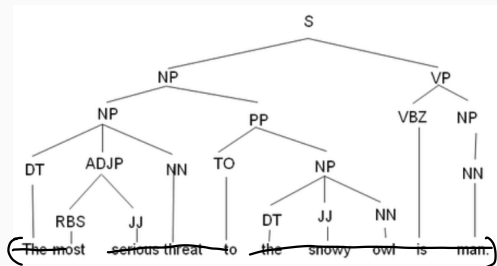 S
NP VP
NP PP VBZ NP
DT ADJP NN TO NP NN
RBS JJ DT JJ NN
The most serious threat to the snowy owl is man.